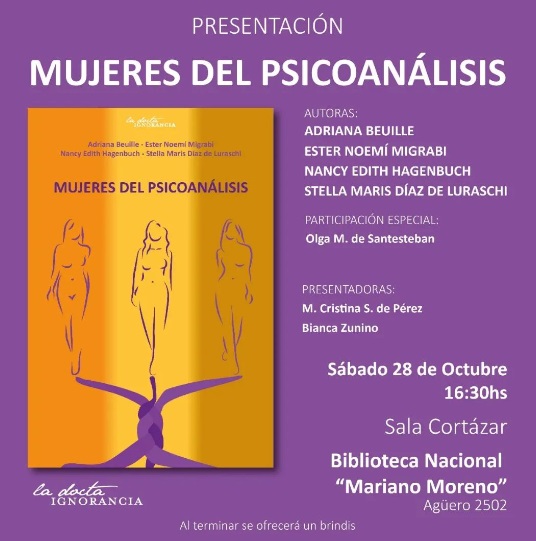 PRESENTACIÓN
MUJERES DEL PSICOANÁLISIS
la docta
IGNORANCIA
Adriana Beuille - Ester Noemí Migrabi
Nancy Edith Hagenbuch - Stella Maris Díaz de Luraschi
MUJERES DEL PSICOANÁLISIS
AUTORAS:
ADRIANA BEUILLE
ESTER NOEMÍ MIGRABI
NANCY EDITH HAGENBUCH
STELLA MARIS DÍAZ DE LURASCHI
PARTICIPACIÓN ESPECIAL:
Olga M. de Santesteban
PRESENTADORAS:
M. Cristina S. de Pérez
Bianca Zunino
Sábado 28 de Octubre
16:30hs
Sala Cortázar
Biblioteca Nacional
“Mariano Moreno”
Agüero 2502
la docta
IGNORANCIA
Al terminar se ofrecerá un brindis